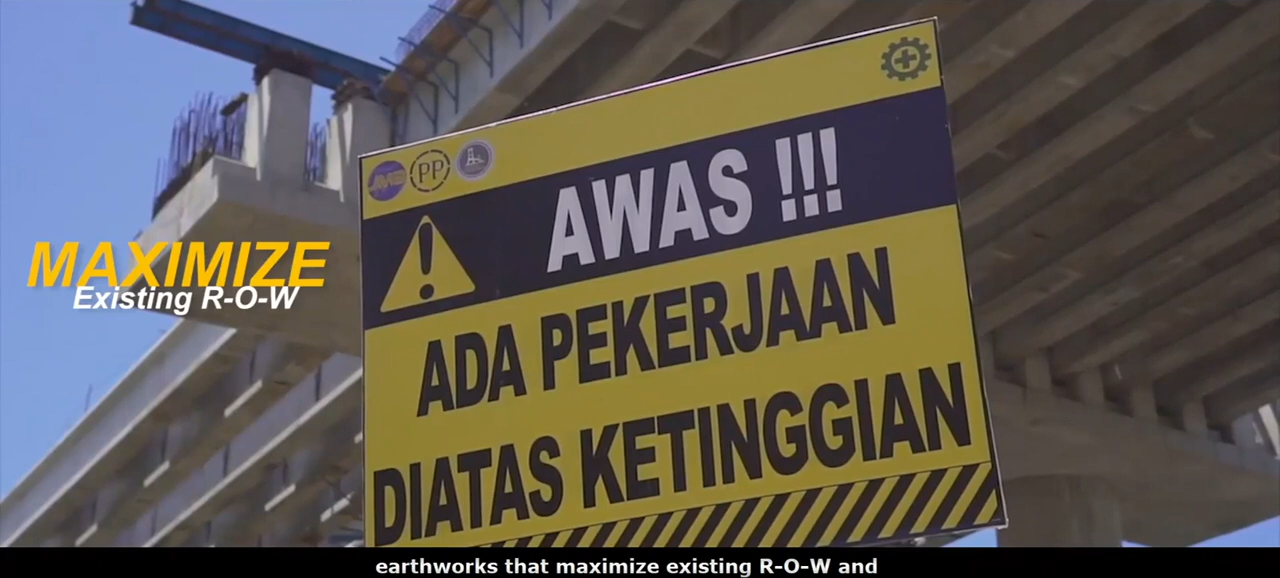 PP
AWAS !!!
MAXIMIZE
Existing R-O-W
ADA PEKERJAAN
DIATAS KETINGGIAN
earthworks that maximize existing R-O-W and